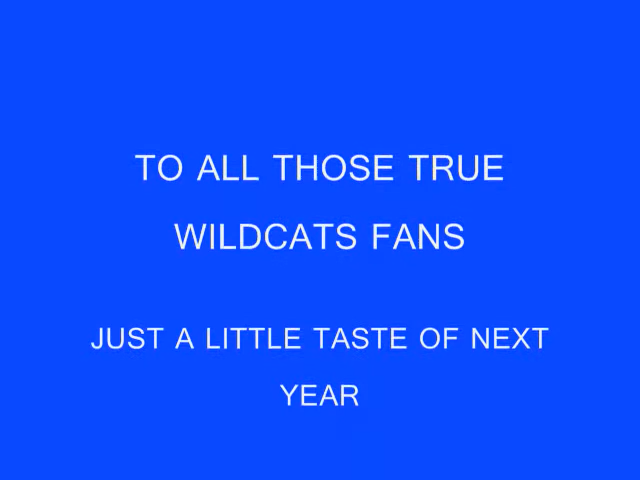 TO ALL THOSE TRUE
WILDCATS FANS
JUST A LITTLE TASTE OF NEXT
YEAR